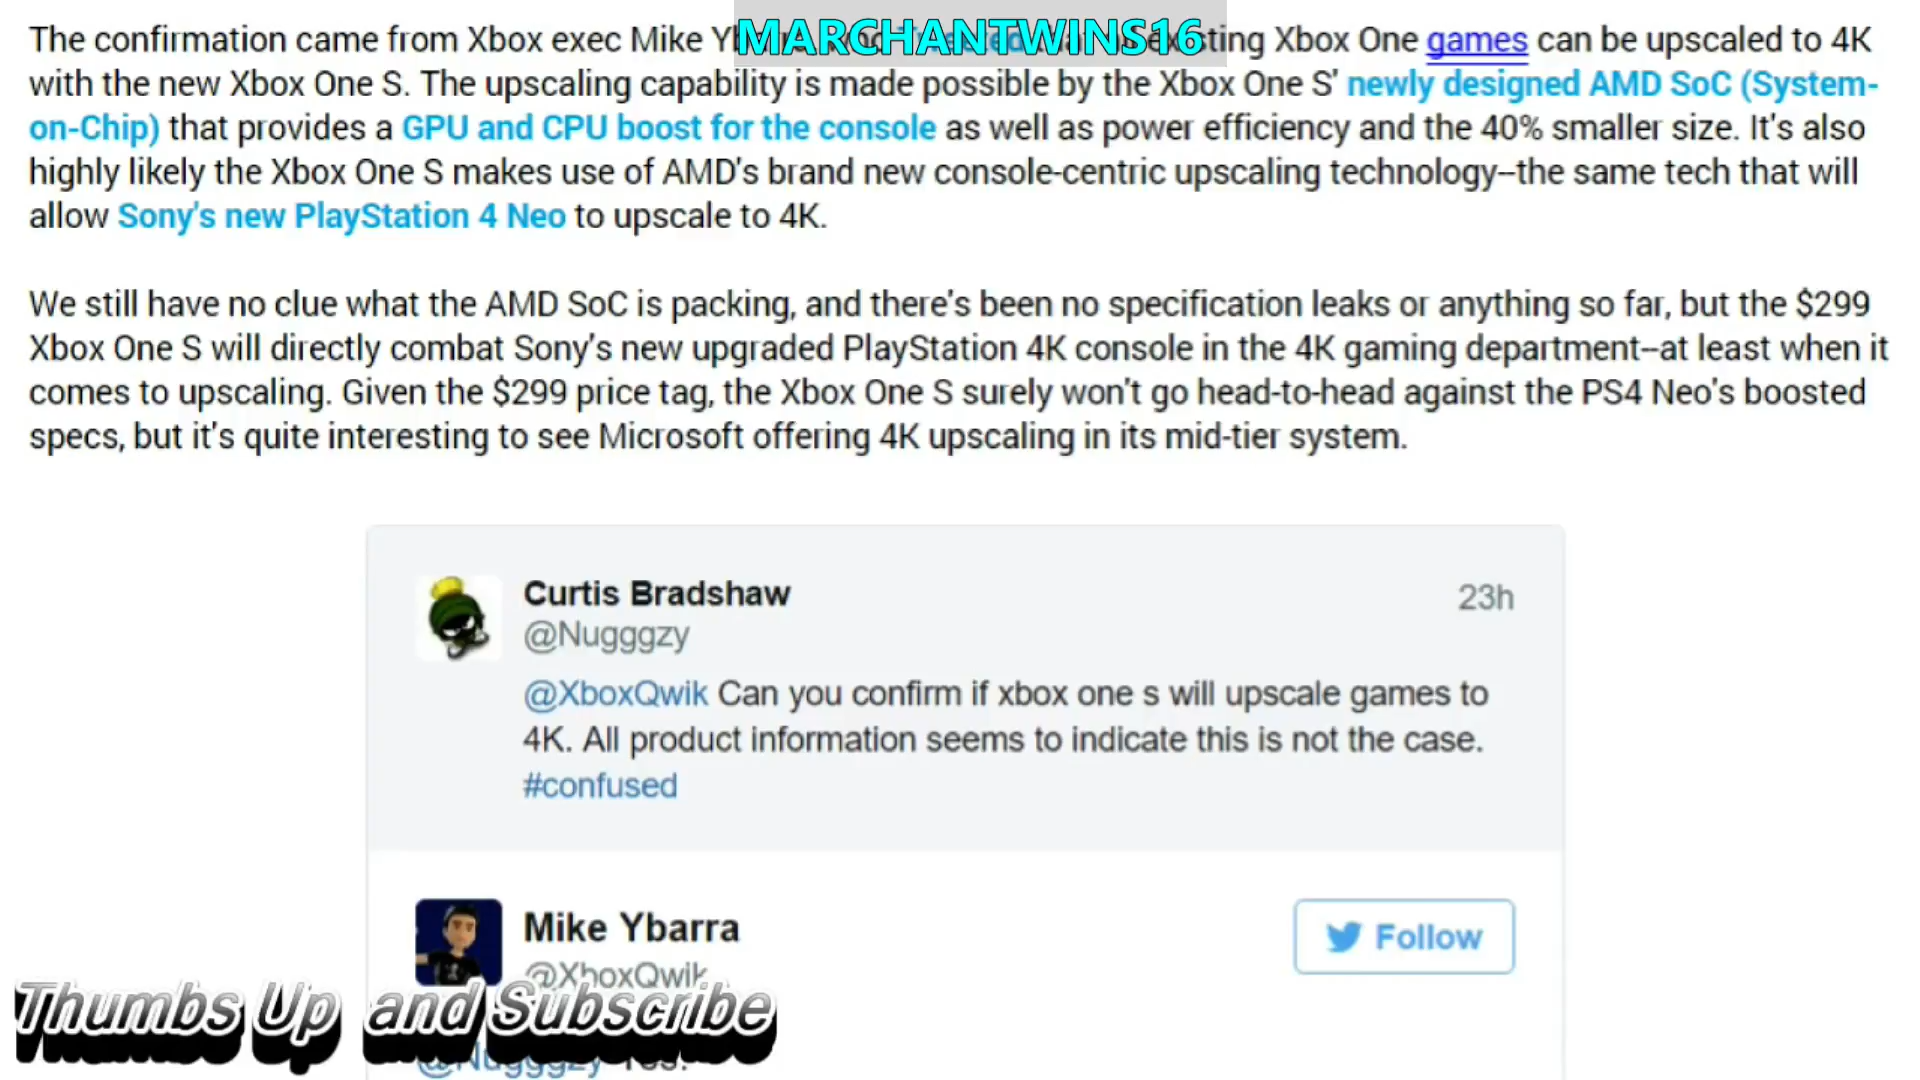 The confirmation came from Xbox exec Mike MARCHANTWINS16 Xbox One games can be upscaled to 4K
with the new Xbox One S. The upscaling capability is made possible by the Xbox One S' newly designed AMD SoC (System-
on-Chip) that provides a GPU and CPU boost for the console as well as power efficiency and the 40% smaller size. It's also
highly likely the Xbox One S makes use of AMD's brand new console-centric upscaling technology--the same tech that will
allow Sony's new PlayStation 4 Neo to upscale to 4K.
We still have no clue what the AMD SoC is packing, and there's been no specification leaks or anything so far, but the $299
Xbox One S will directly combat Sony's new upgraded PlayStation 4K console in the 4K gaming department--at least when it
comes to upscaling. Given the $299 price tag, the Xbox One S surely won't go head-to-head against the PS4 Neo's boosted
specs, but it's quite interesting to see Microsoft offering 4K upscaling in its mid-tier system.
Curtis Bradshaw 23h
@Nugggzy
@XboxQwik Can you confirm if xbox one s will upscale games to
4K. All product information seems to indicate this is not the case.
#confused
Mike Ybarra Follow
@XboxQwik
Thumbs Up and Subscribe
@Nugggzy